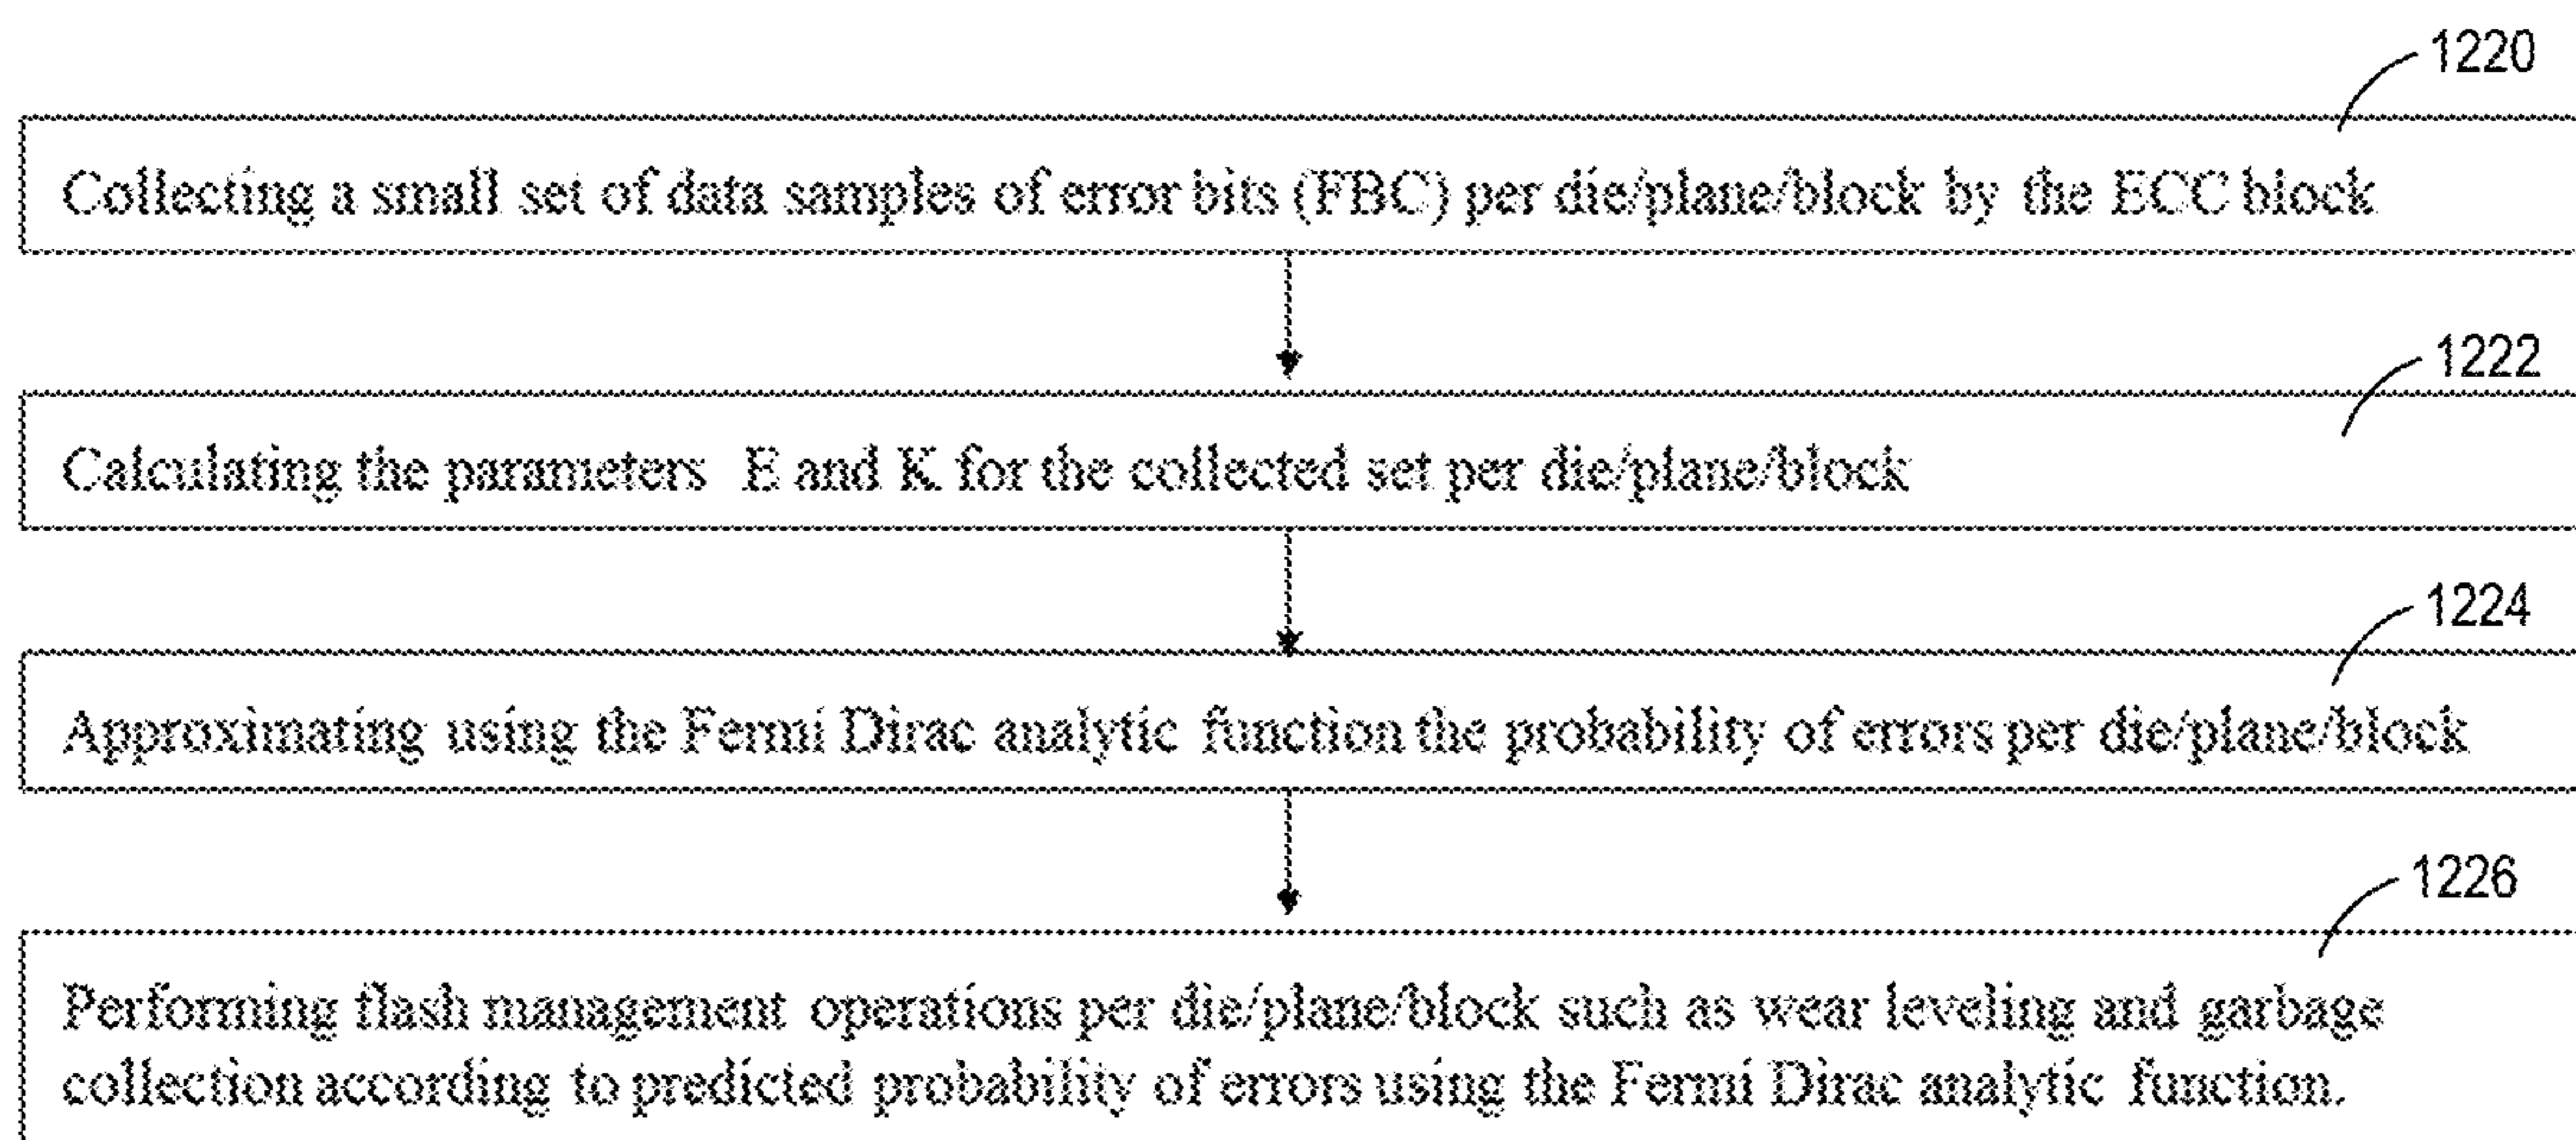 1220
Collecting a small set of data samples of error bits (FBC) per die/plane/block by the ECC block
1222
Calculating the parameters E and K for the collected set per die/plane/block
1224
Approximating using the Fermi Dirac analytic function the probability of errors per die/plane/block
1226
Performing flash management operations per die/plane/block such as wear leveling and garbage
collection according to predicted probability of errors using the Fermi Dirac analytic function.